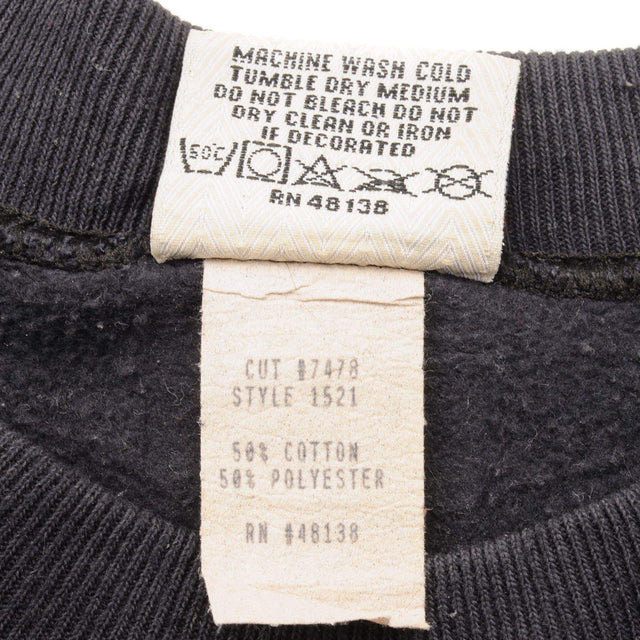 MACHINE WASH COLD
TUMBLE DRY MEDIUM
DO NOT BLEACH DO NOT
DRY CLEAN OR IRON
IF DECORATED
60C
RN 48138
CUT #7478
STYLE 1521
50% COTTON
50% POLYESTER
RN #48138